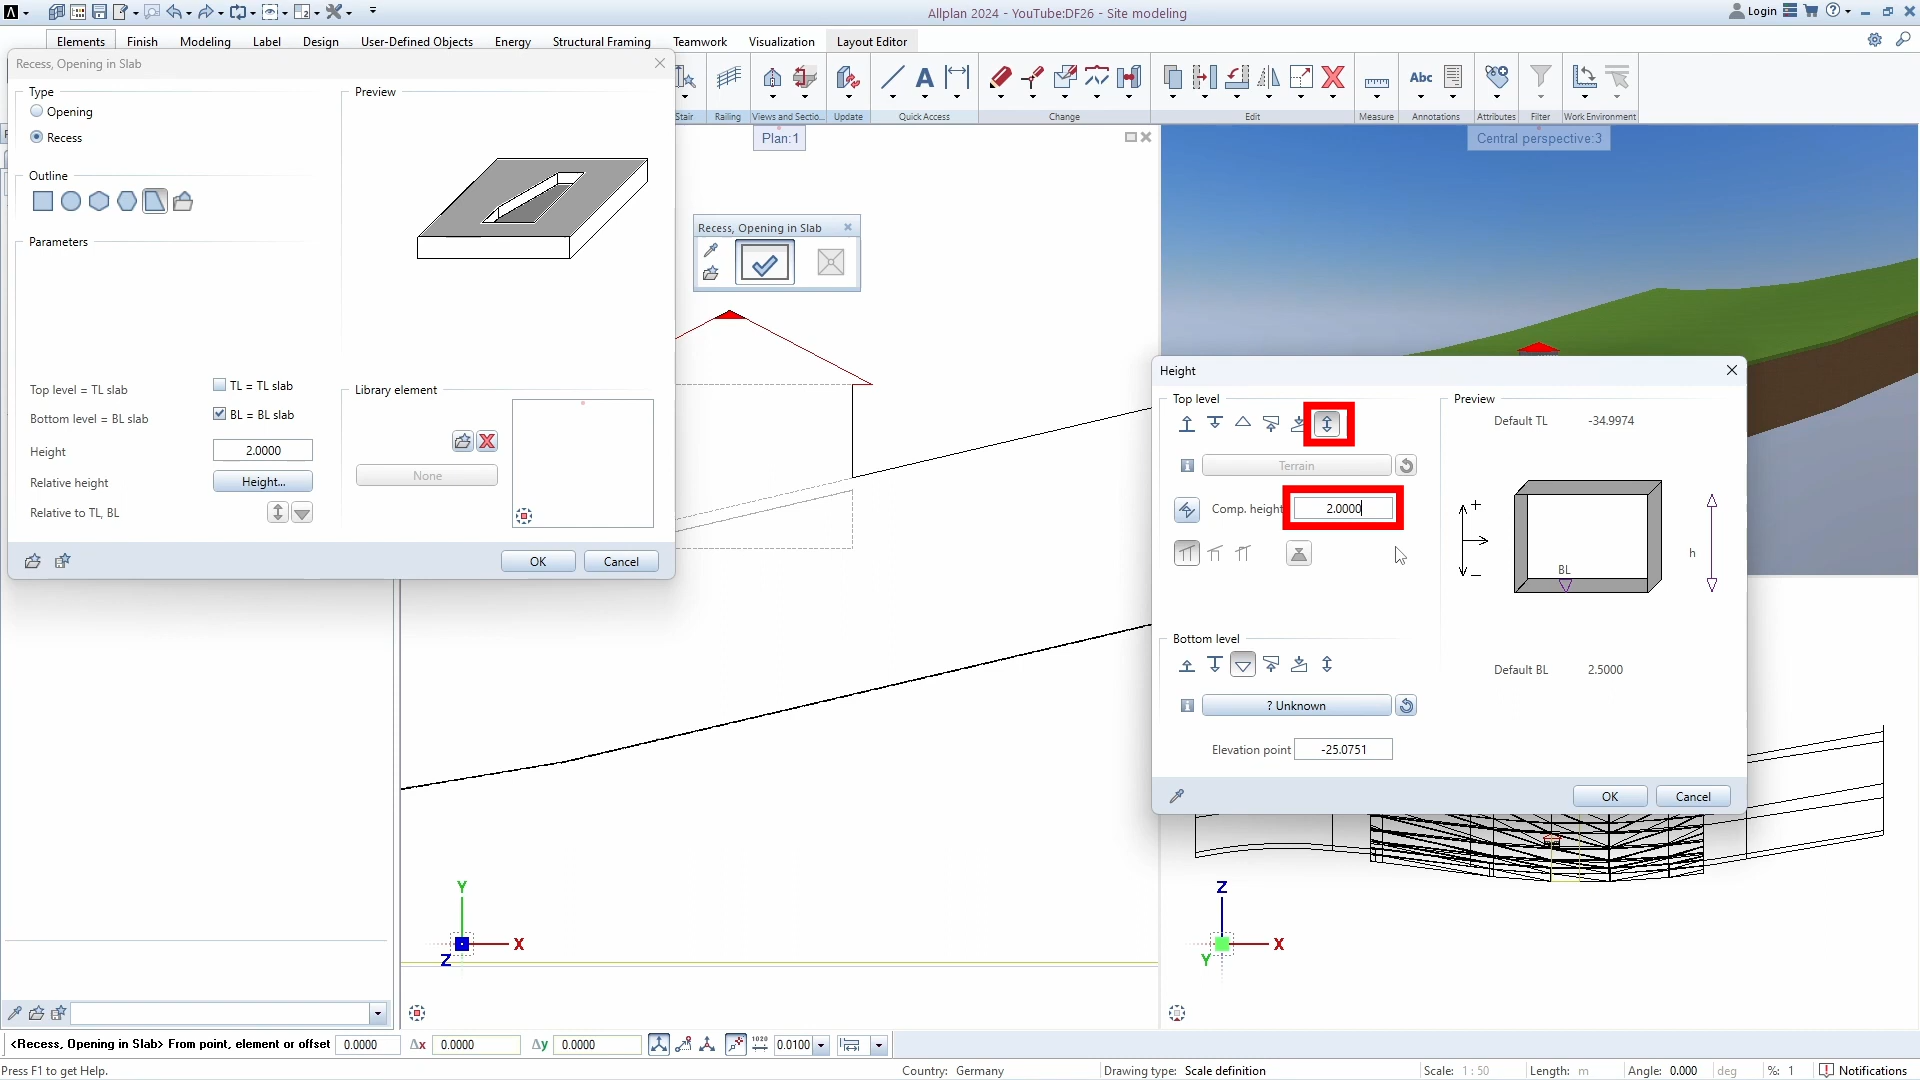 Allplan 2024 - YouTube:DF26 - Site modeling
Login
Elements Finish Modeling Label Design User-Defined Objects Energy Structural Framing Teamwork Visualization Layout Editor
Recess, Opening in Slab
Type
Opening
Recess
Outline
Parameters
Top level = TL slab
TL = TL slab
Bottom level = BL slab
BL = BL slab
Height
2.0000
Relative height
Height...
Relative to TL, BL
Preview
Library element
None
OK
Cancel
Abc
Stair Railing Views and Sectio... Update Quick Access Change Edit Measure Annotations Attributes Filter Work Environment
Plan:1
Central perspective:3
Recess, Opening in Slab
Height
Top level
Terrain
Comp. height
2.0000
Bottom level
? Unknown
Elevation point
-25.0751
Preview
Default TL
-34.9974
BL
h
Default BL
2.5000
OK
Cancel
Y
X
Z
Z
X
Y
<Recess, Opening in Slab> From point, element or offset
0.0000
Δx
0.0000
Δy
0.0000
1020
0.0100
Press F1 to get Help.
Country: Germany
Drawing type: Scale definition
Scale: 1 : 50
Length: m
Angle: 0.000
deg
%: 1
Notifications